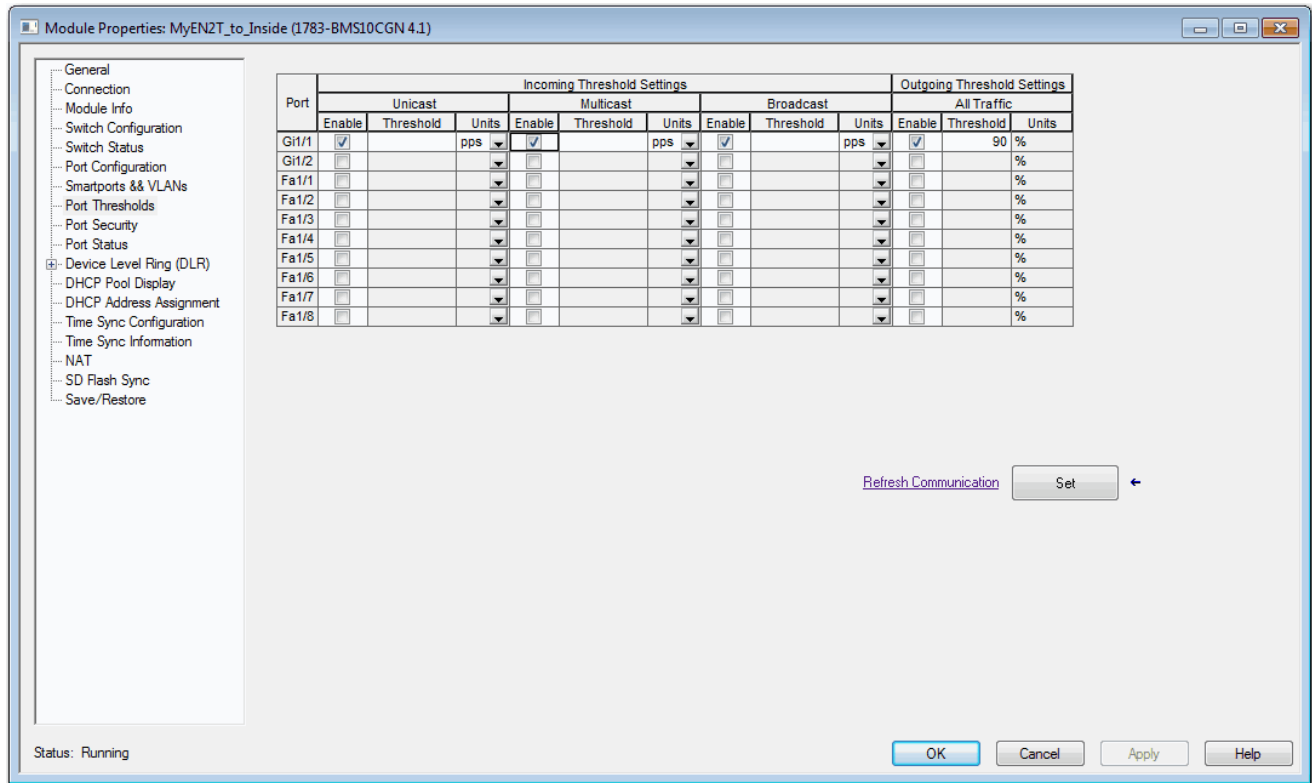 Module Properties: MyEN2T_to_Inside (1783-BMS10CGN 4.1)
General
Connection
Module Info
Switch Configuration
Switch Status
Port Configuration
Smartports && VLANs
Port Thresholds
Port Security
Port Status
Device Level Ring (DLR)
DHCP Pool Display
DHCP Address Assignment
Time Sync Configuration
Time Sync Information
NAT
SD Flash Sync
Save/Restore
Port Incoming Threshold Settings Outgoing Threshold Settings
Unicast Multicast Broadcast All Traffic
Enable Threshold Units Enable Threshold Units Enable Threshold Units Enable Threshold Units
Gi1/1 pps pps pps 90 %
Gi1/2 %
Fa1/1 %
Fa1/2 %
Fa1/3 %
Fa1/4 %
Fa1/5 %
Fa1/6 %
Fa1/7 %
Fa1/8 %
Refresh Communication Set
Status: Running
OK Cancel Apply Help